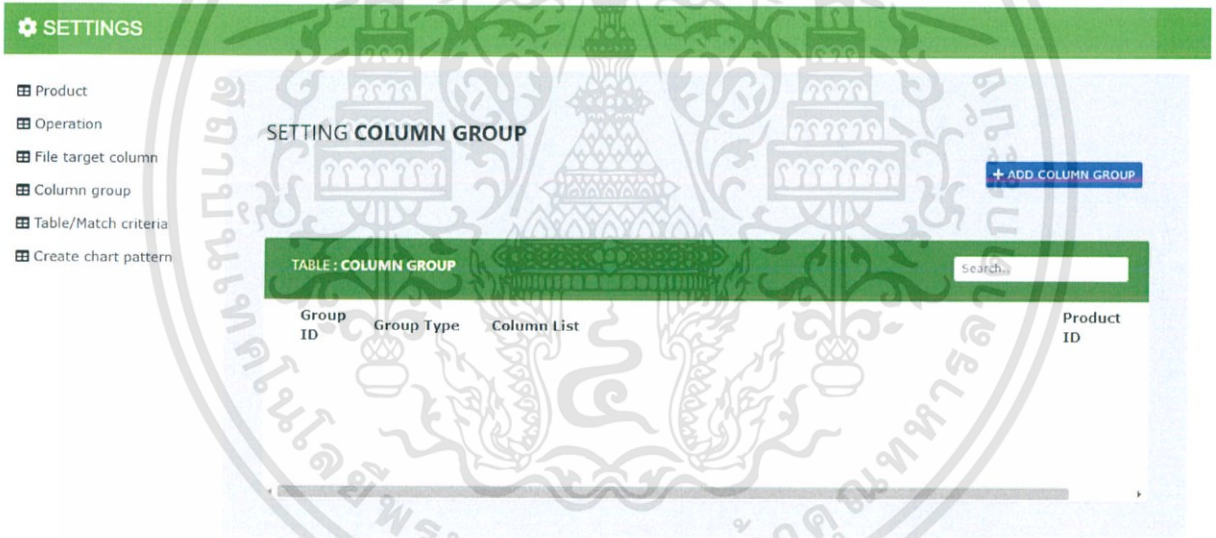 SETTINGS
Product
Operation
File target column
Column group
Table/Match criteria
Create chart pattern
SETTING COLUMN GROUP
+ ADD COLUMN GROUP
TABLE : COLUMN GROUP
Search..
Group ID
Group Type
Column List
Product ID